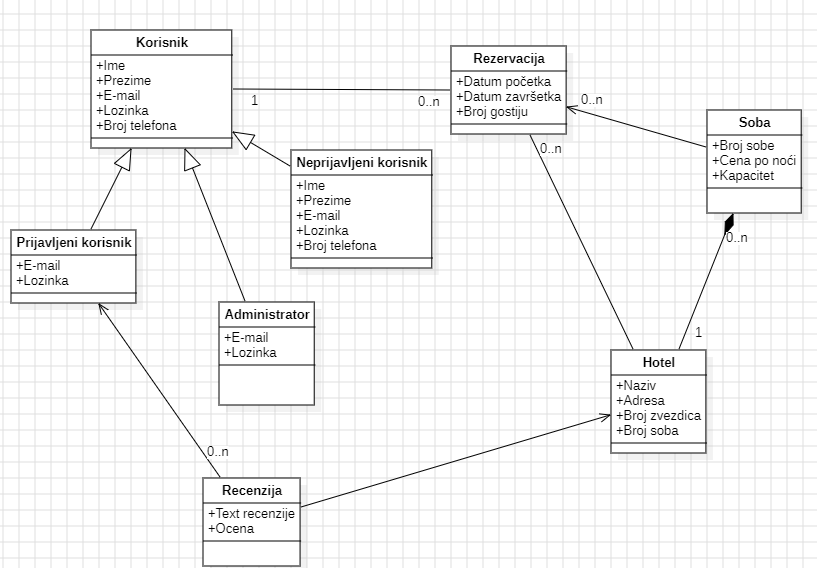 Korisnik
+Ime
+Prezime
+E-mail
+Lozinka
+Broj telefona
1
0..n
Rezervacija
+Datum početka
+Datum završetka
+Broj gostiju
0..n
0..n
Soba
+Broj sobe
+Cena po noći
+Kapacitet
0..n
1
Neprijavljeni korisnik
+Ime
+Prezime
+E-mail
+Lozinka
+Broj telefona
Prijavljeni korisnik
+E-mail
+Lozinka
Administrator
+E-mail
+Lozinka
Hotel
+Naziv
+Adresa
+Broj zvezdica
+Broj soba
0..n
Recenzija
+Text recenzije
+Ocena